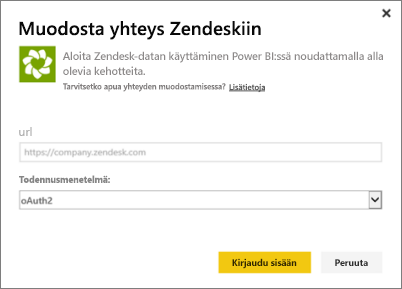 Muodosta yhteys Zendeskiin
Aloita Zendesk-datan käyttäminen Power BI:ssä noudattamalla alla
olevia kehotteita.
Tarvitsetko apua yhteyden muodostamisessa? Lisätietoja
url
https://company.zendesk.com
Todennusmenetelmä:
oAuth2
Kirjaudu sisään Peruuta